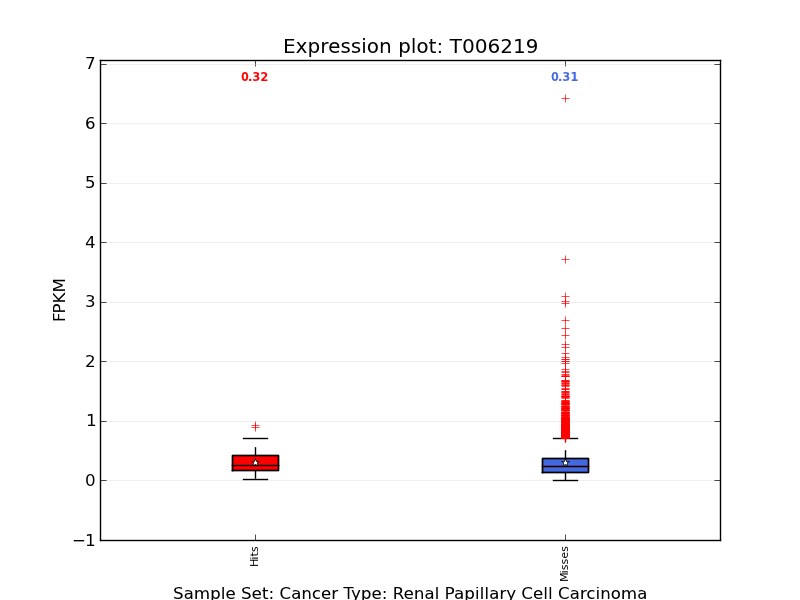 Expression plot: T006219
7
0.32
0.31
6
5
4
3
2
1
0
−1
FPKM
Hits
Misses
Sample Set: Cancer Type: Renal Papillary Cell Carcinoma